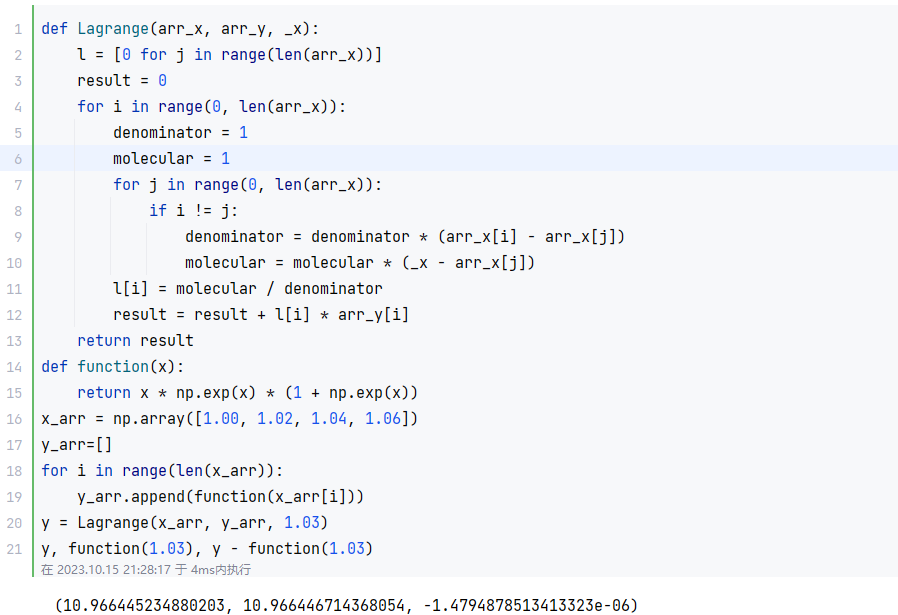 1 def Lagrange(arr_x, arr_y, _x):
2     l = [0 for j in range(len(arr_x))]
3     result = 0
4     for i in range(0, len(arr_x)):
5         denominator = 1
6         molecular = 1
7         for j in range(0, len(arr_x)):
8             if i != j:
9                 denominator = denominator * (arr_x[i] - arr_x[j])
10                 molecular = molecular * (_x - arr_x[j])
11         l[i] = molecular / denominator
12         result = result + l[i] * arr_y[i]
13     return result
14 def function(x):
15     return x * np.exp(x) * (1 + np.exp(x))
16 x_arr = np.array([1.00, 1.02, 1.04, 1.06])
17 y_arr=[]
18 for i in range(len(x_arr)):
19     y_arr.append(function(x_arr[i]))
20 y = Lagrange(x_arr, y_arr, 1.03)
21 y, function(1.03), y - function(1.03)
在 2023.10.15 21:28:17 于 4ms内执行
(10.966445234880203, 10.966446714368054, -1.4794878513413323e-06)